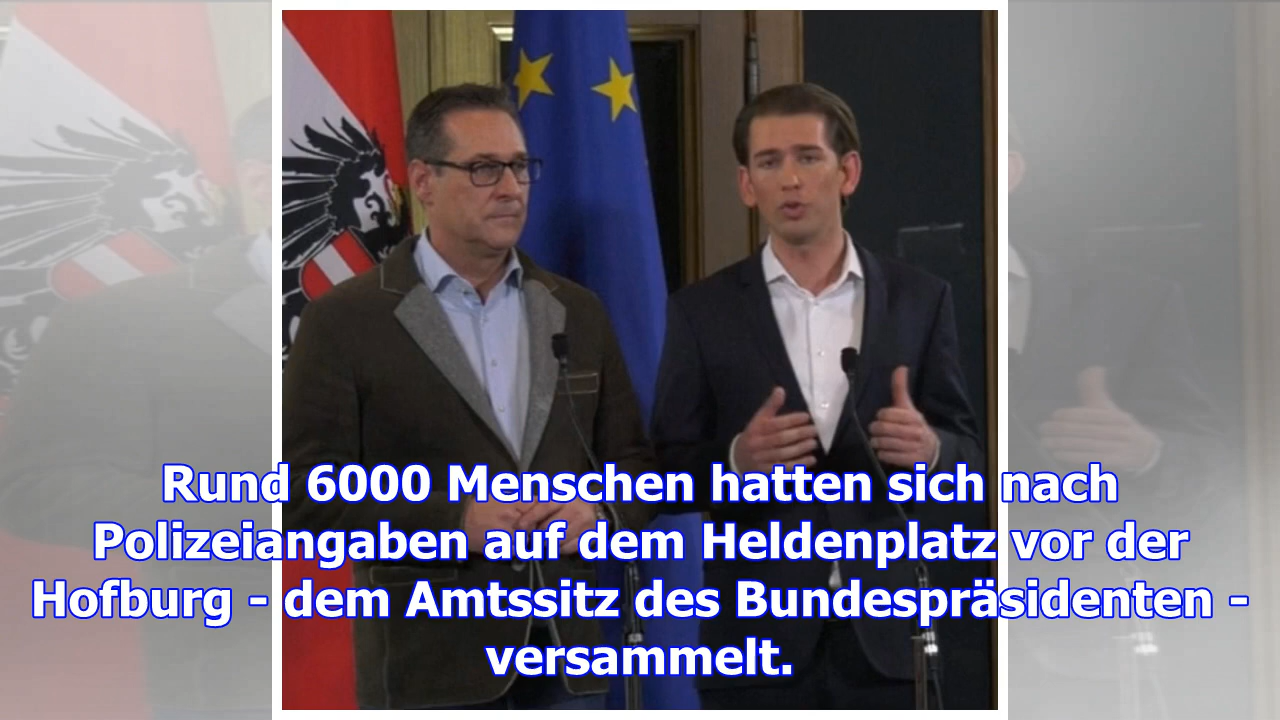 Rund 6000 Menschen hatten sich nach
Polizeiangaben auf dem Heldenplatz vor der
Hofburg - dem Amtssitz des Bundespräsidenten -
versammelt.